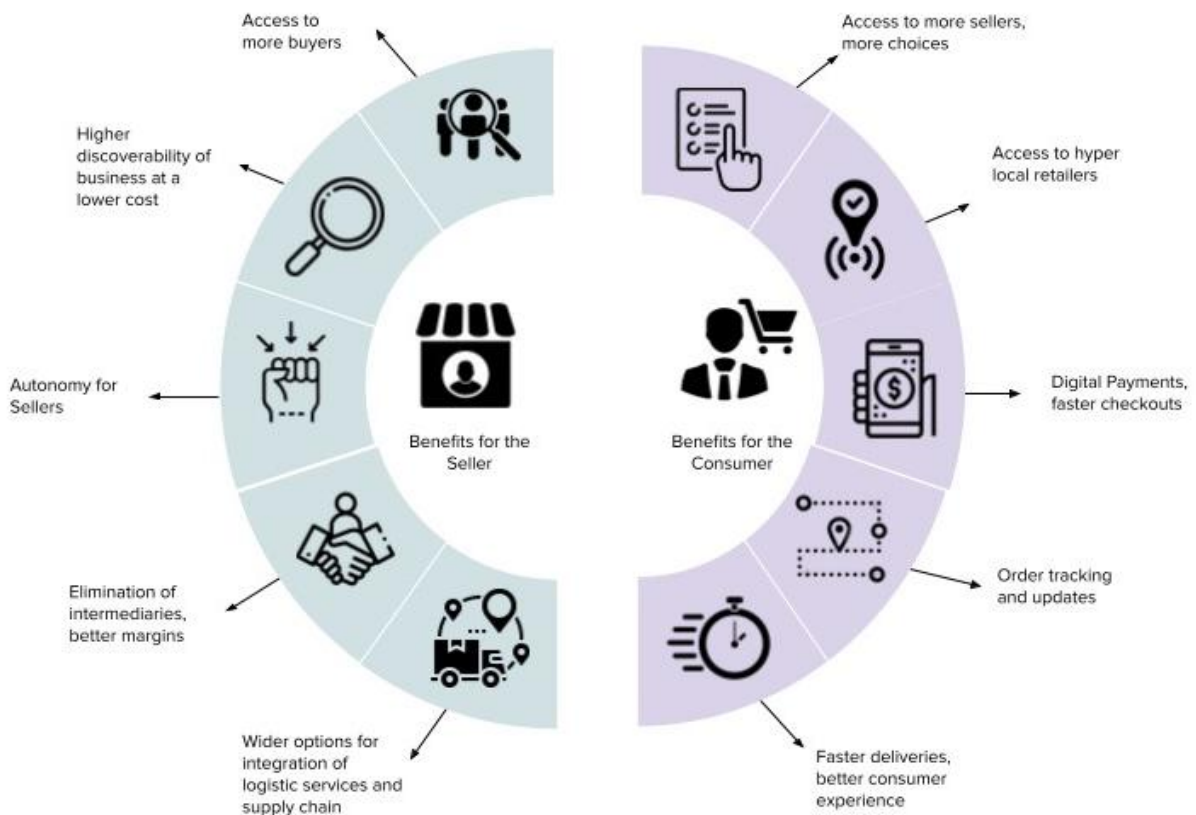 Access to
more buyers
Higher
discoverability of
business at a
lower cost
Autonomy for
Sellers
Elimination of
intermediaries,
better margins
Wider options for
integration of
logistic services and
supply chain
Benefits for the
Seller
Access to more sellers,
more choices
Access to hyper
local retailers
Digital Payments,
faster checkouts
Order tracking
and updates
Faster deliveries,
better consumer
experience
Benefits for the
Consumer
$